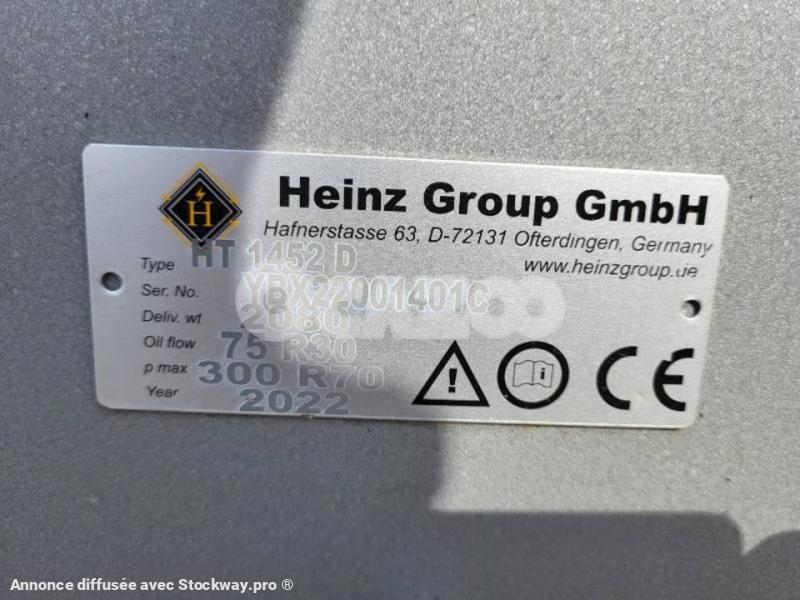 H
Heinz Group GmbH
Hafnerstasse 63, D-72131 Ofterdingen, Germany
www.heinzgroup.de
Type HT 1452 D
Ser. No. YBX22001401C
Deliv. wt 2080
Oil flow 75 R30
p max 300 R70
Year 2022
CE
Annonce diffusée avec Stockway.pro ®